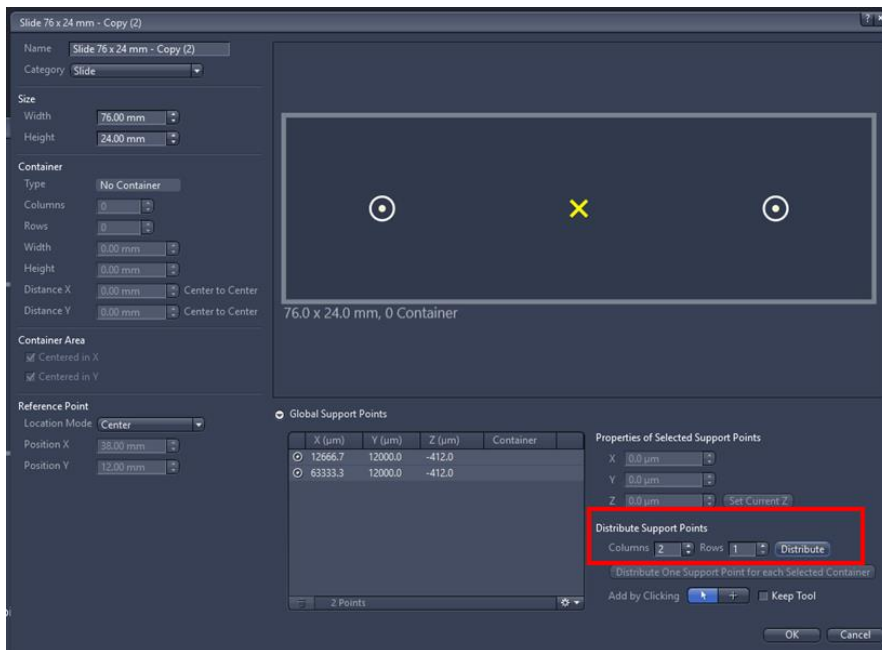 Slide 76 x 24 mm - Copy (2)
?
Name Slide 76 x 24 mm - Copy (2)
Category Slide
Size
Width 76.00 mm
Height 24.00 mm
Container
Type No Container
Columns 0
Rows 0
Width 0.00 mm
Height 0.00 mm
Distance X 0.00 mm Center to Center
Distance Y 0.00 mm Center to Center
Container Area
Centered in X
Centered in Y
Reference Point
Location Mode Center
Position X 38.00 mm
Position Y 12.00 mm
76.0 x 24.0 mm, 0 Container
Global Support Points
X (μm) Y (μm) Z (μm) Container
12666.7 12000.0 -412.0
63333.3 12000.0 -412.0
2 Points
Properties of Selected Support Points
X 0.0 μm
Y 0.0 μm
Z 0.0 μm Set Current Z
Distribute Support Points
Columns 2 Rows 1 Distribute
Distribute One Support Point for each Selected Container
Add by Clicking Keep Tool
OK Cancel